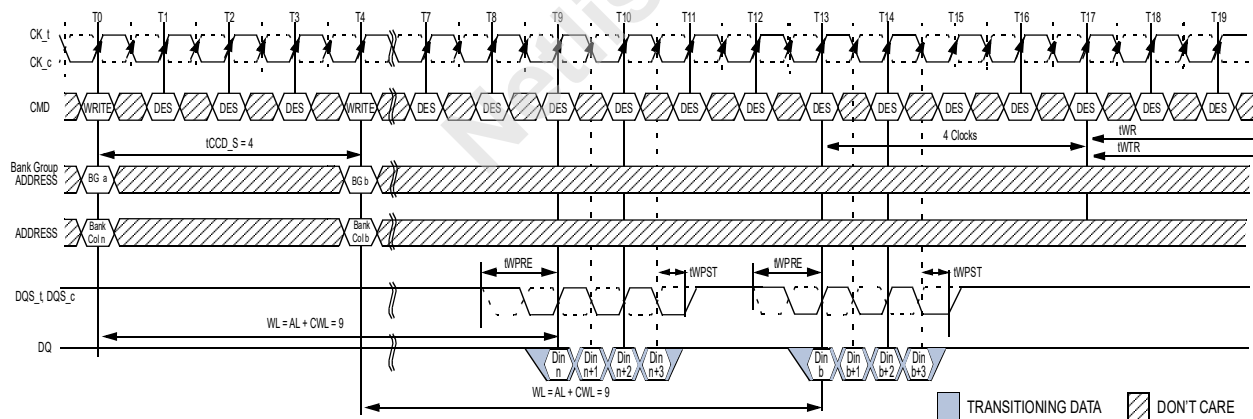 T0 T1 T2 T3 T4 T7 T8 T9 T10 T11 T12 T13 T14 T15 T16 T17 T18 T19
CK_t
CK_c
CMD WRITE DES DES DES WRITE DES DES DES DES DES DES DES DES DES DES DES DES DES
4 Clocks tWR
tCCD_S = 4 tWTR
Bank Group
ADDRESS BG a BG b
ADDRESS Bank Col n Bank Col b
tWPRE tWPST tWPRE tWPST
DQS_t, DQS_c
WL = AL + CWL = 9
DQ Din n Din n+1 Din n+2 Din n+3 Din b Din b+1 Din b+2 Din b+3
WL = AL + CWL = 9
TRANSITIONING DATA DON'T CARE